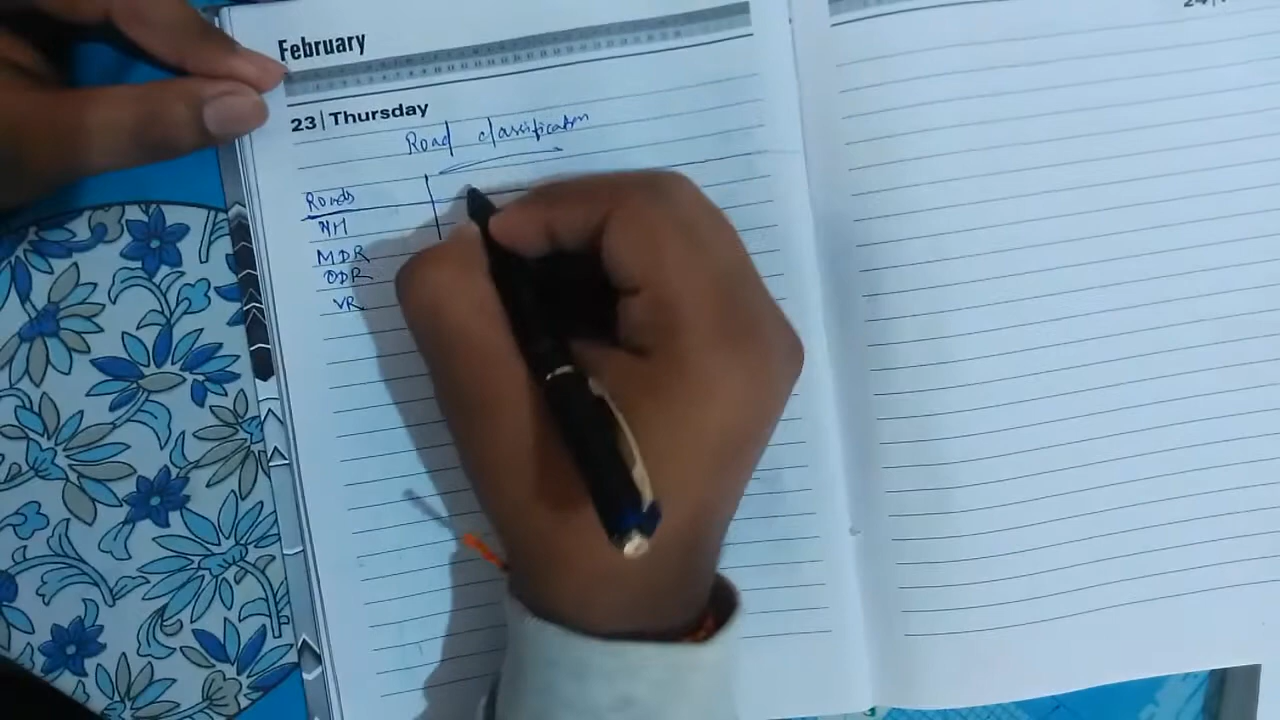 February
23|Thursday
Road classification
Roads
NH
MDR
ODR
VR